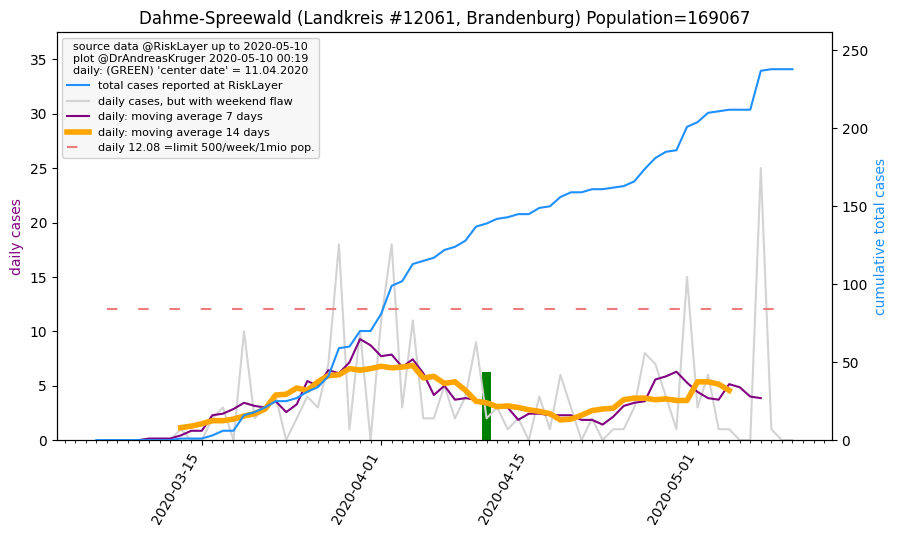 Dahme-Spreewald (Landkreis #12061, Brandenburg) Population=169067
source data @RiskLayer up to 2020-05-10
plot @DrAndreasKruger 2020-05-10 00:19
daily: (GREEN) 'center date' = 11.04.2020
total cases reported at RiskLayer
daily cases, but with weekend flaw
daily: moving average 7 days
daily: moving average 14 days
daily 12.08 =limit 500/week/1mio pop.
daily cases
35
30
25
20
15
10
5
0
cumulative total cases
250
200
150
100
50
0
2020-03-15
2020-04-01
2020-04-15
2020-05-01